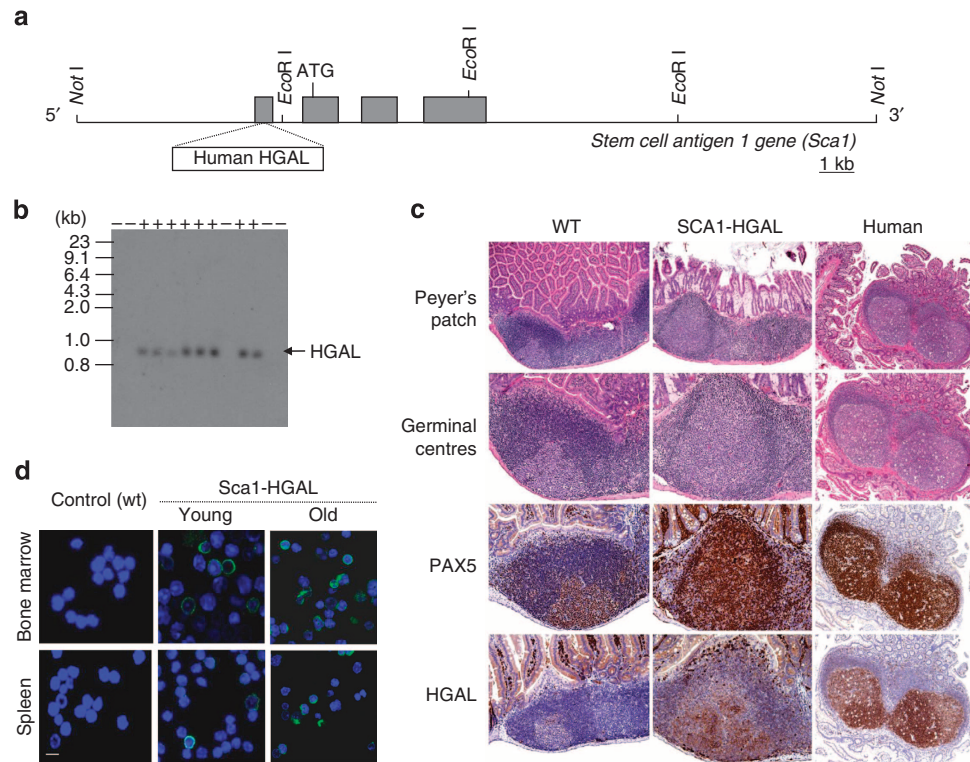 a
Not I
EcoR I
ATG
EcoR I
EcoR I
Not I
5′
3′
Human HGAL
Stem cell antigen 1 gene (Sca1)
1 kb
b
(kb)
– – + + + + + + – + + – –
23
9.1
6.4
4.3
2.0
1.0
0.8
HGAL
c
WT SCA1-HGAL Human
Peyer's
patch
Germinal
centres
PAX5
HGAL
d
Control (wt)
Sca1-HGAL
Young Old
Bone marrow
Spleen